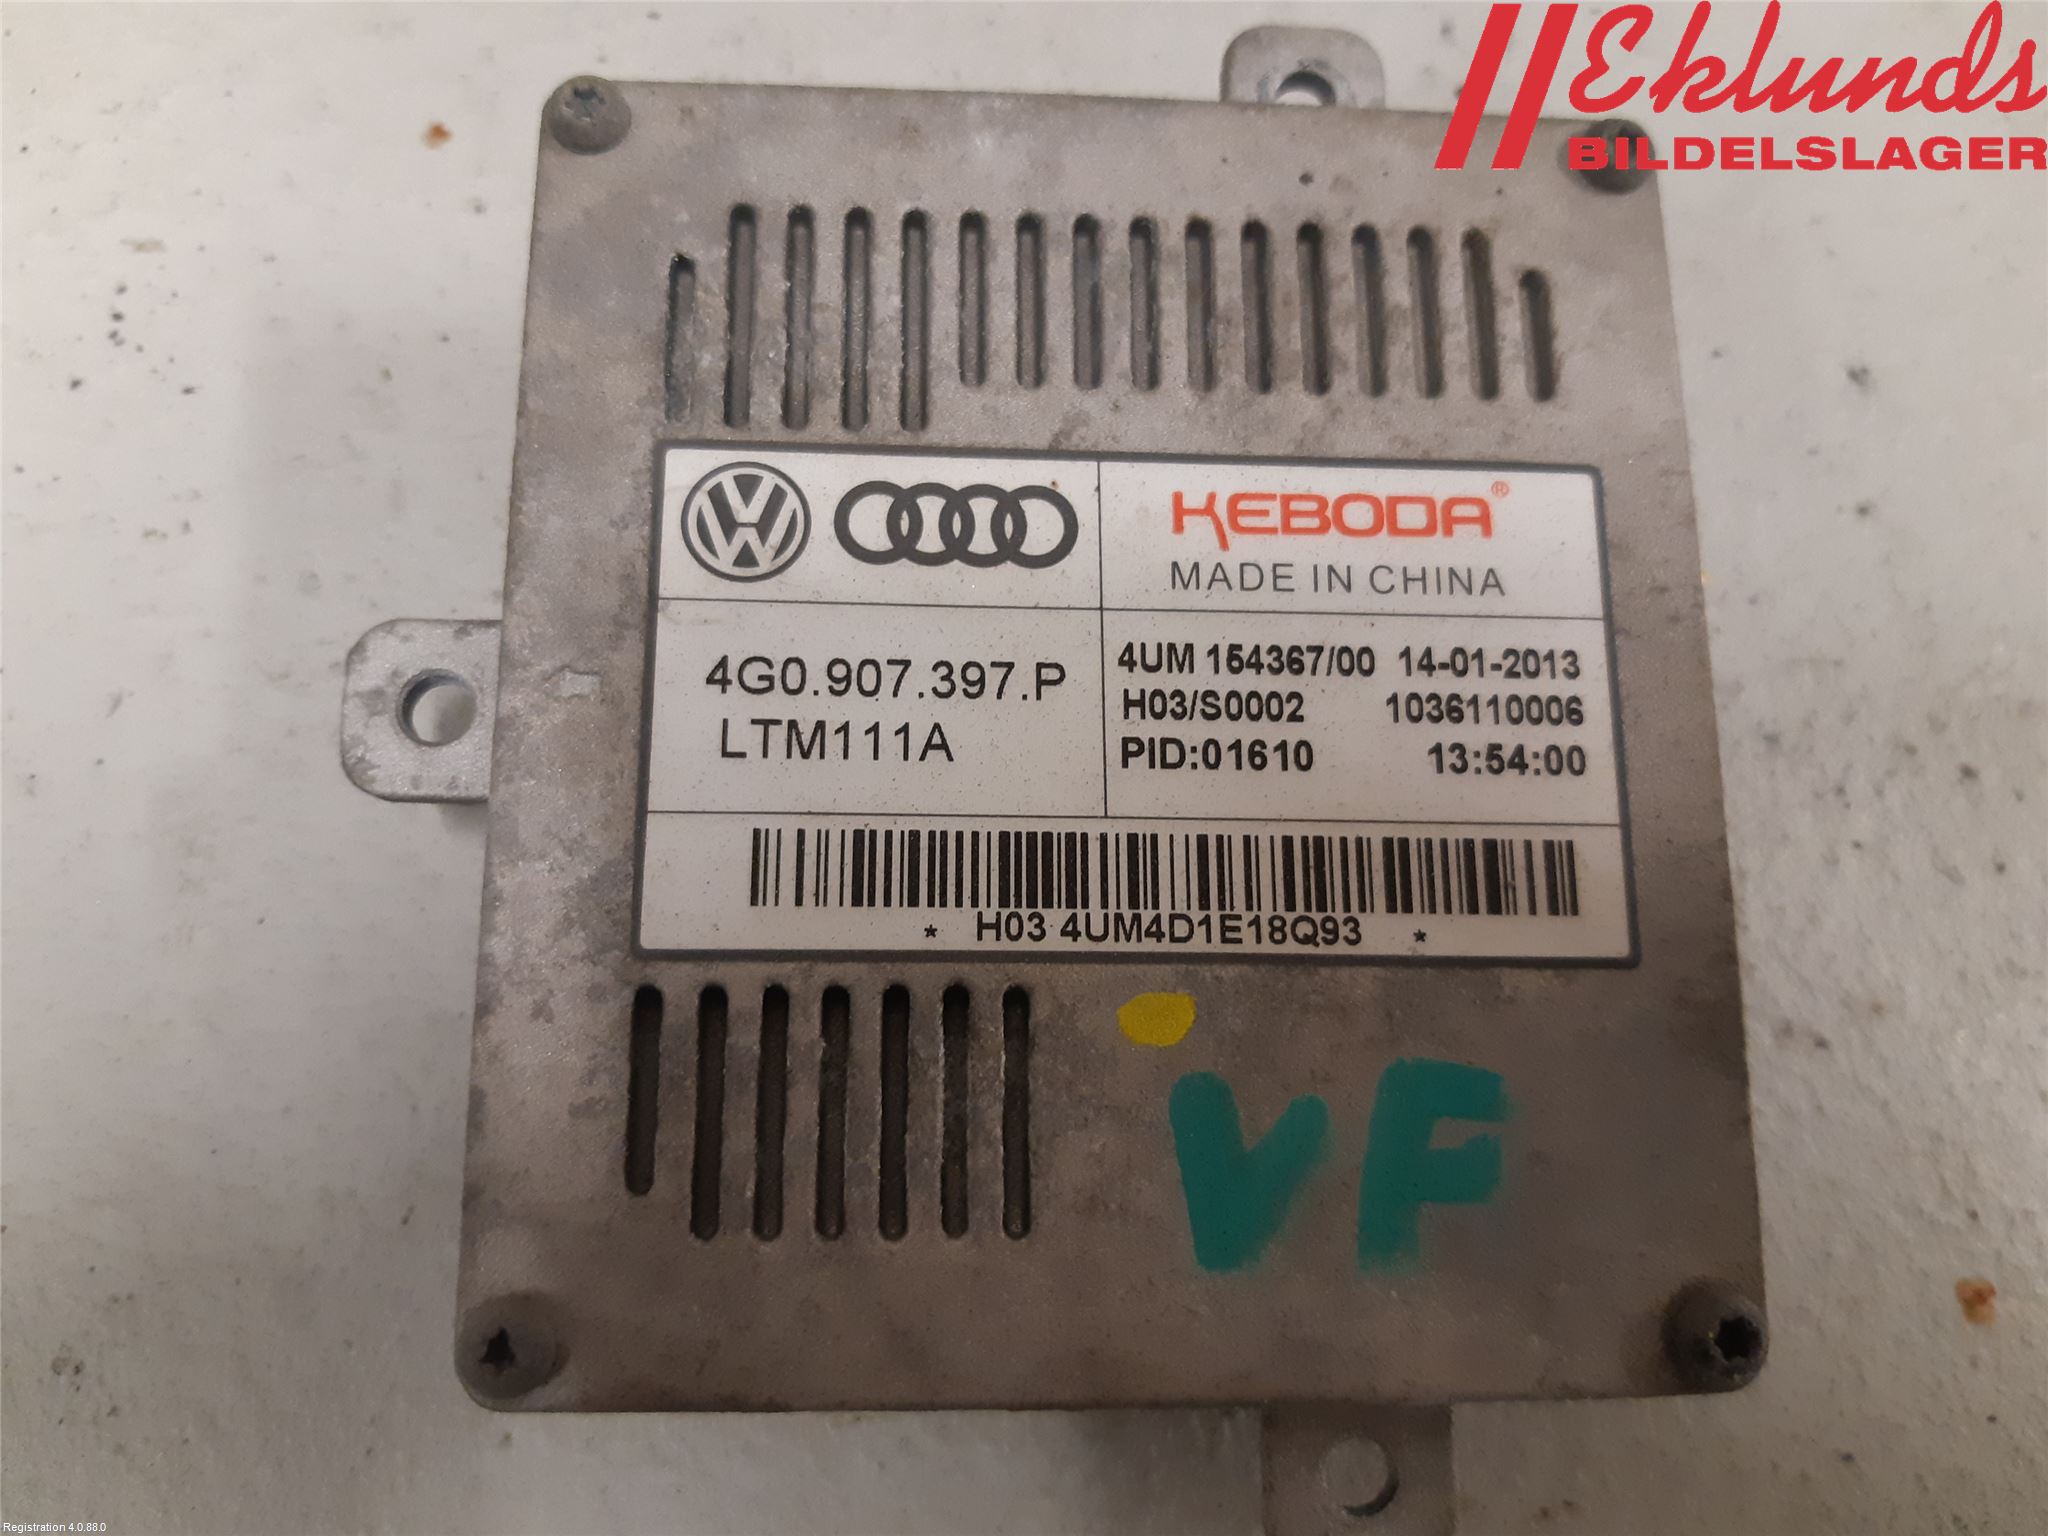 Eklunds
BILDELSLAGER
KEBODA®
MADE IN CHINA
4G0.907.397.P
LTM111A
4UM 154367/00 14-01-2013
H03/S0002 1036110006
PID:01610 13:54:00
* H03 4UM4D1E18Q93 *
VF
Registration 4.0.88.0